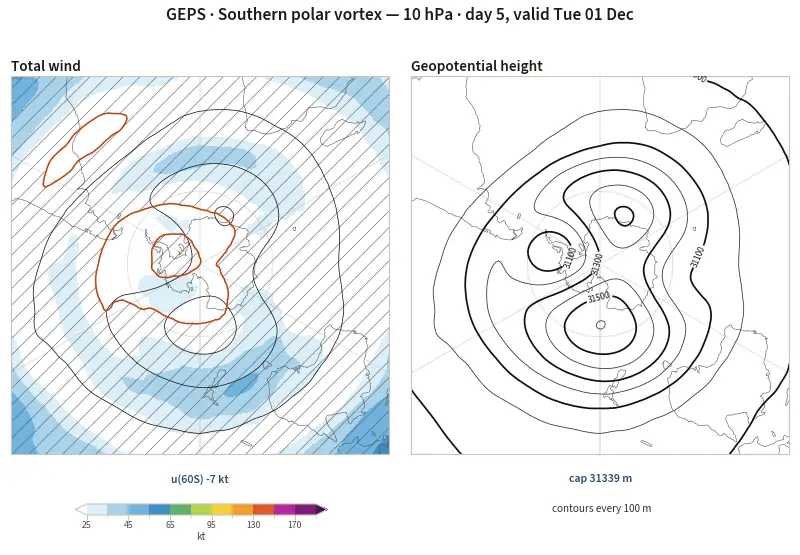 GEPS · Southern polar vortex — 10 hPa · day 5, valid Tue 01 Dec
Total wind
Geopotential height
31100
31300
31100
31500
u(60S) -7 kt
cap 31339 m
contours every 100 m
25 45 65 95 130 170
kt